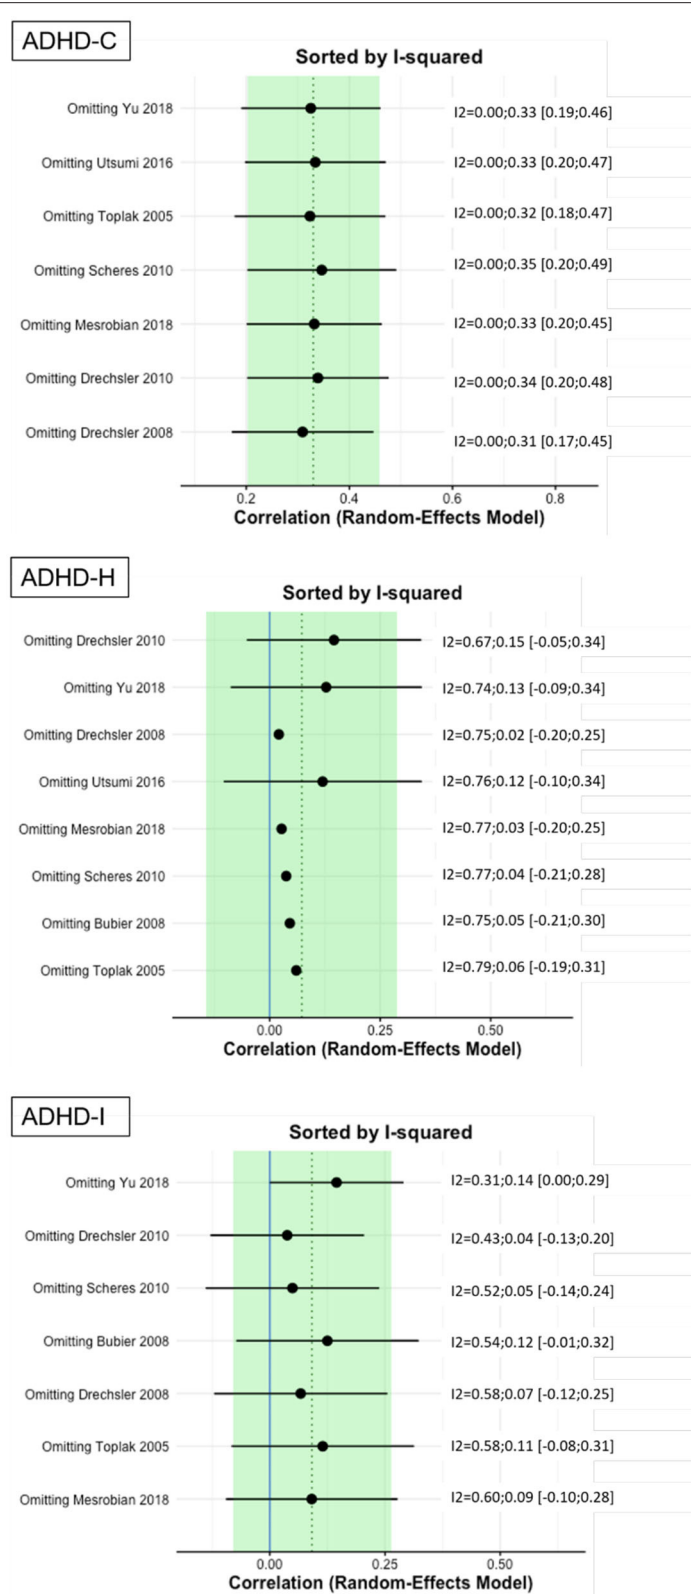 ADHD-C
Sorted by I-squared
Omitting Yu 2018 I2=0.00;0.33 [0.19;0.46]
Omitting Utsumi 2016 I2=0.00;0.33 [0.20;0.47]
Omitting Toplak 2005 I2=0.00;0.32 [0.18;0.47]
Omitting Scheres 2010 I2=0.00;0.35 [0.20;0.49]
Omitting Mesrobian 2018 I2=0.00;0.33 [0.20;0.45]
Omitting Drechsler 2010 I2=0.00;0.34 [0.20;0.48]
Omitting Drechsler 2008 I2=0.00;0.31 [0.17;0.45]
0.2 0.4 0.6 0.8
Correlation (Random-Effects Model)
ADHD-H
Sorted by I-squared
Omitting Drechsler 2010 I2=0.67;0.15 [-0.05;0.34]
Omitting Yu 2018 I2=0.74;0.13 [-0.09;0.34]
Omitting Drechsler 2008 I2=0.75;0.02 [-0.20;0.25]
Omitting Utsumi 2016 I2=0.76;0.12 [-0.10;0.34]
Omitting Mesrobian 2018 I2=0.77;0.03 [-0.20;0.25]
Omitting Scheres 2010 I2=0.77;0.04 [-0.21;0.28]
Omitting Bubier 2008 I2=0.75;0.05 [-0.21;0.30]
Omitting Toplak 2005 I2=0.79;0.06 [-0.19;0.31]
0.00 0.25 0.50
Correlation (Random-Effects Model)
ADHD-I
Sorted by I-squared
Omitting Yu 2018 I2=0.31;0.14 [0.00;0.29]
Omitting Drechsler 2010 I2=0.43;0.04 [-0.13;0.20]
Omitting Scheres 2010 I2=0.52;0.05 [-0.14;0.24]
Omitting Bubier 2008 I2=0.54;0.12 [-0.01;0.32]
Omitting Drechsler 2008 I2=0.58;0.07 [-0.12;0.25]
Omitting Toplak 2005 I2=0.58;0.11 [-0.08;0.31]
Omitting Mesrobian 2018 I2=0.60;0.09 [-0.10;0.28]
0.00 0.25 0.50
Correlation (Random-Effects Model)